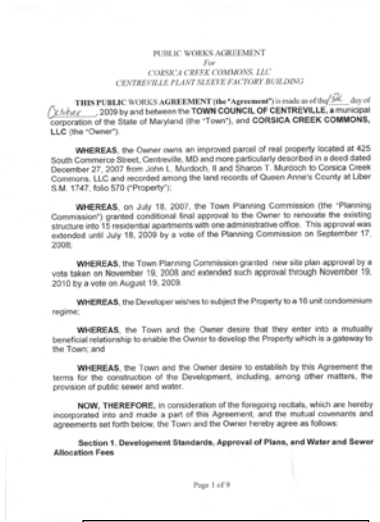 PUBLIC WORKS AGREEMENT
For
CORSICA CREEK COMMONS, LLC
CENTREVILLE PLANT SLEEVE FACTORY BUILDING
THIS PUBLIC WORKS AGREEMENT (the "Agreement") is made as of the day of
October, 2009 by and between the TOWN COUNCIL OF CENTREVILLE, a municipal
corporation of the State of Maryland (the "Town"), and CORSICA CREEK COMMONS,
LLC (the "Owner").
WHEREAS, the Owner owns an improved parcel of real property located at 425
South Commerce Street, Centreville, MD and more particularly described in a deed dated
December 27, 2007 from John L. Murdoch, II and Sharon T. Murdoch to Corsica Creek
Commons, LLC and recorded among the land records of Queen Anne's County at Liber
S.M. 1747, folio 570 ("Property");
WHEREAS, on July 18, 2007, the Town Planning Commission (the "Planning
Commission") granted conditional final approval to the Owner to renovate the existing
structure into 15 residential apartments with one administrative office. This approval was
extended until July 18, 2009 by a vote of the Planning Commission on September 17,
2008;
WHEREAS, the Town Planning Commission granted new site plan approval by a
vote taken on November 19, 2008 and extended such approval through November 19,
2010 by a vote on August 19, 2009.
WHEREAS, the Developer wishes to subject the Property to a 16 unit condominium
regime;
WHEREAS, the Town and the Owner desire that they enter into a mutually
beneficial relationship to enable the Owner to develop the Property which is a gateway to
the Town; and
WHEREAS, the Town and the Owner desire to establish by this Agreement the
terms for the construction of the Development, including, among other matters, the
provision of public sewer and water.
NOW, THEREFORE, in consideration of the foregoing recitals, which are hereby
incorporated into and made a part of this Agreement, and the mutual covenants and
agreements set forth below, the Town and the Owner hereby agree as follows:
Section 1. Development Standards, Approval of Plans, and Water and Sewer
Allocation Fees
Page 1 of 9